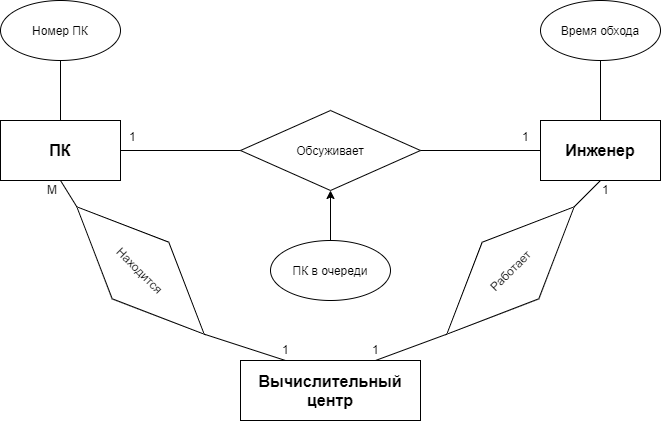 Номер ПК
Время обхода
ПК
1
Обсуживает
1
Инженер
М
1
Находится
ПК в очереди
Работает
1
1
Вычислительный
центр